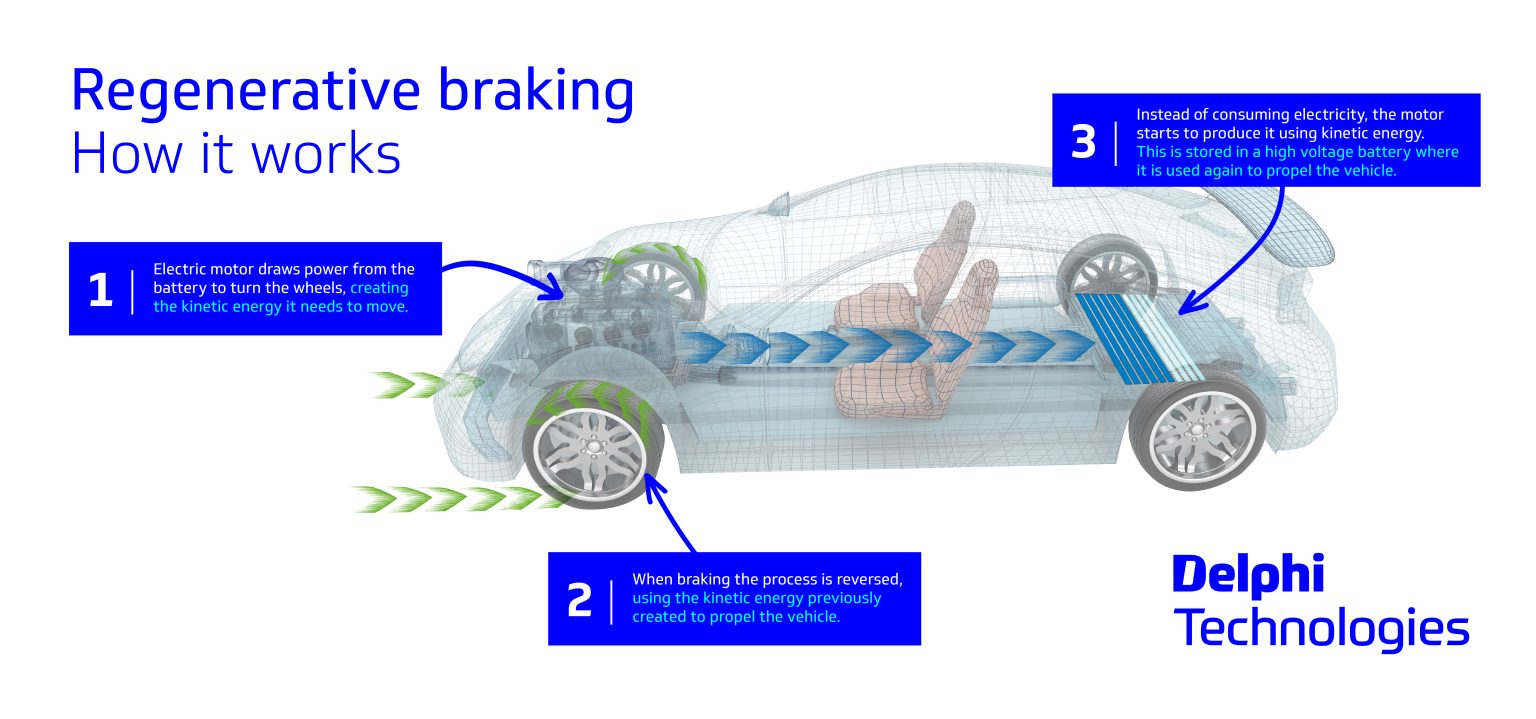 Regenerative braking
How it works
1
Electric motor draws power from the
battery to turn the wheels, creating
the kinetic energy it needs to move.
2
When braking the process is reversed,
using the kinetic energy previously
created to propel the vehicle.
3
Instead of consuming electricity, the motor
starts to produce it using kinetic energy.
This is stored in a high voltage battery where
it is used again to propel the vehicle.
Delphi
Technologies